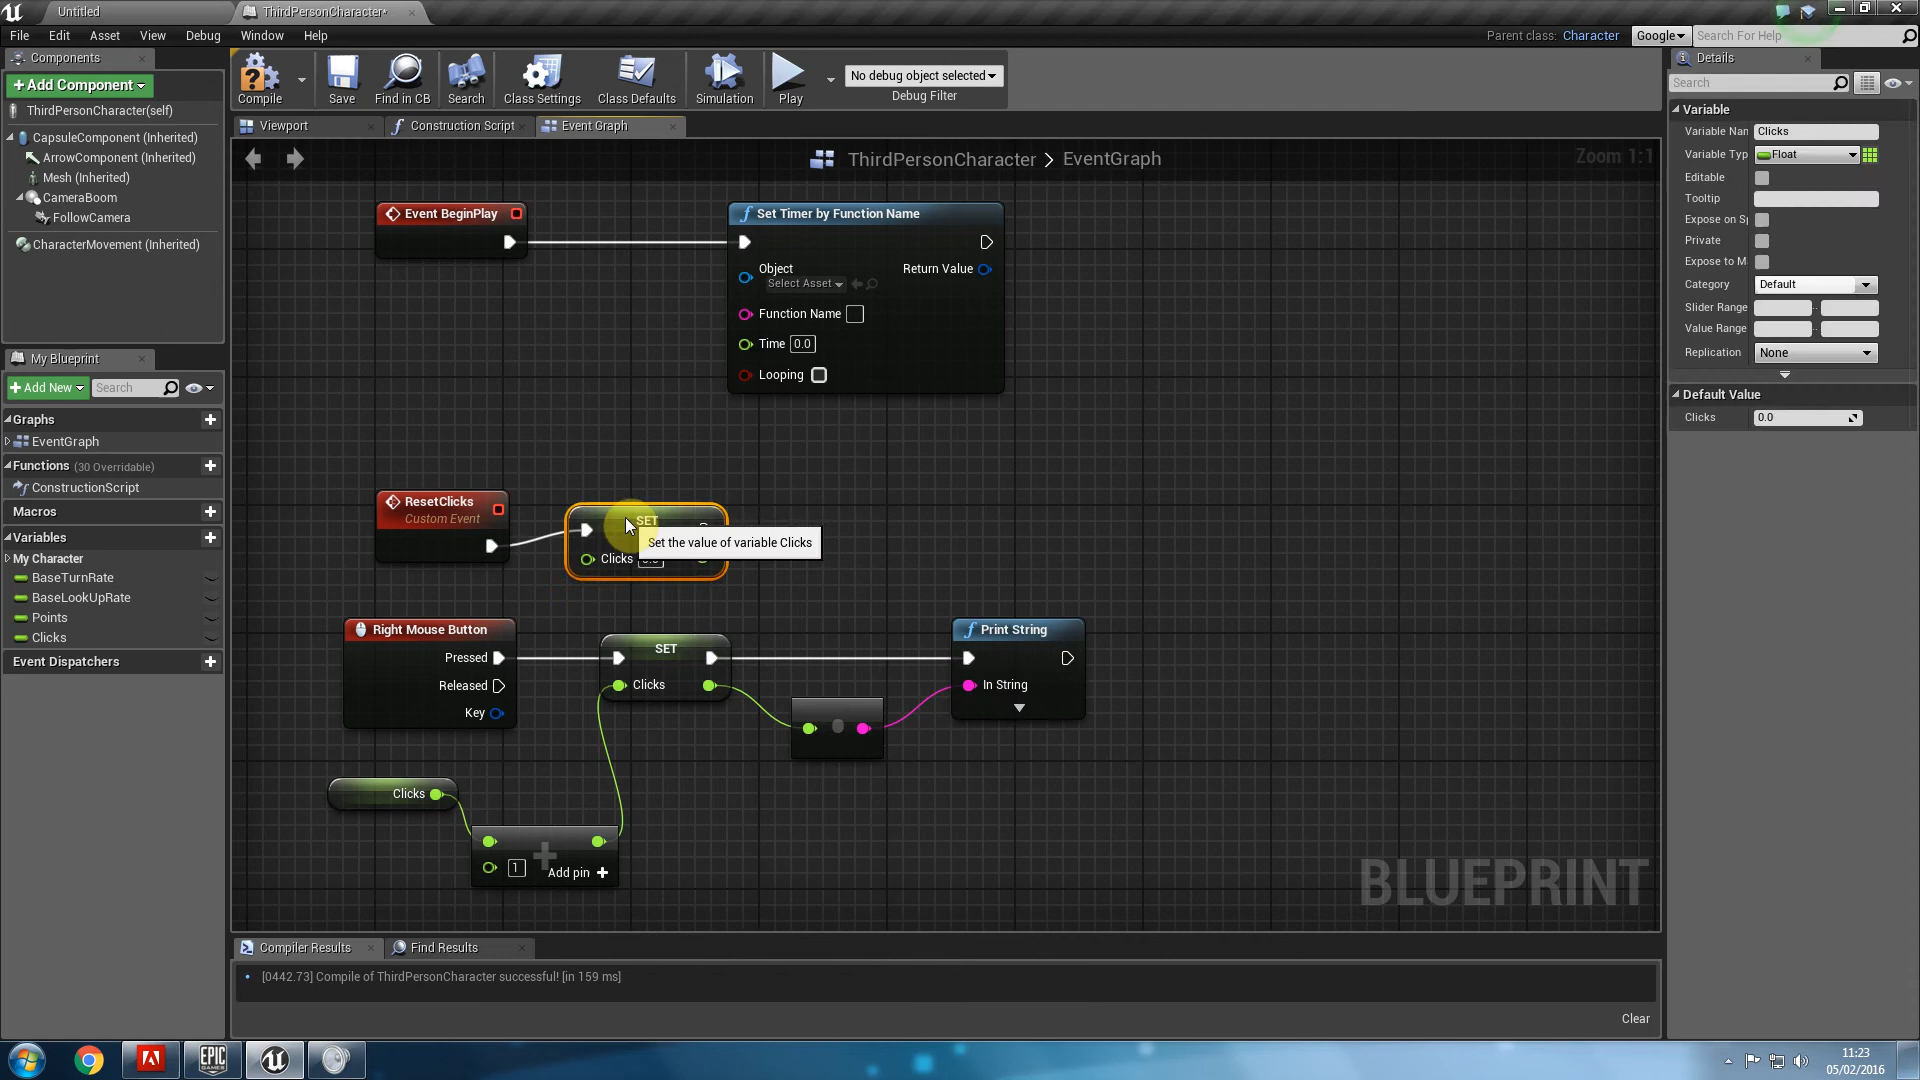 Untitled
ThirdPersonCharacter*
File Edit Asset View Debug Window Help
Parent class: Character
Google
Search For Help
Components
+Add Component
ThirdPersonCharacter(self)
CapsuleComponent (Inherited)
ArrowComponent (Inherited)
Mesh (Inherited)
CameraBoom
FollowCamera
CharacterMovement (Inherited)
My Blueprint
+Add New
Search
Graphs
EventGraph
Functions (30 Overridable)
ConstructionScript
Macros
Variables
My Character
BaseTurnRate
BaseLookUpRate
Points
Clicks
Event Dispatchers
Compile
Save
Find in CB
Search
Class Settings
Class Defaults
Simulation
Play
No debug object selected
Debug Filter
Viewport
Construction Script
Event Graph
ThirdPersonCharacter > EventGraph
Zoom 1:1
Event BeginPlay
Set Timer by Function Name
Object
Select Asset
Return Value
Function Name
Time 0.0
Looping
ResetClicks
Custom Event
SET
Clicks
Set the value of variable Clicks
Right Mouse Button
Pressed
Released
Key
SET
Clicks
Print String
In String
Clicks
1
Add pin +
BLUEPRINT
Compiler Results
Find Results
[0442.73] Compile of ThirdPersonCharacter successful! [in 159 ms]
Clear
Details
Search
Variable
Variable Nan Clicks
Variable Typ Float
Editable
Tooltip
Expose on Sp
Private
Expose to M
Category Default
Slider Range
Value Range
Replication None
Default Value
Clicks 0.0
EPIC
GAMES
11:23
05/02/2016